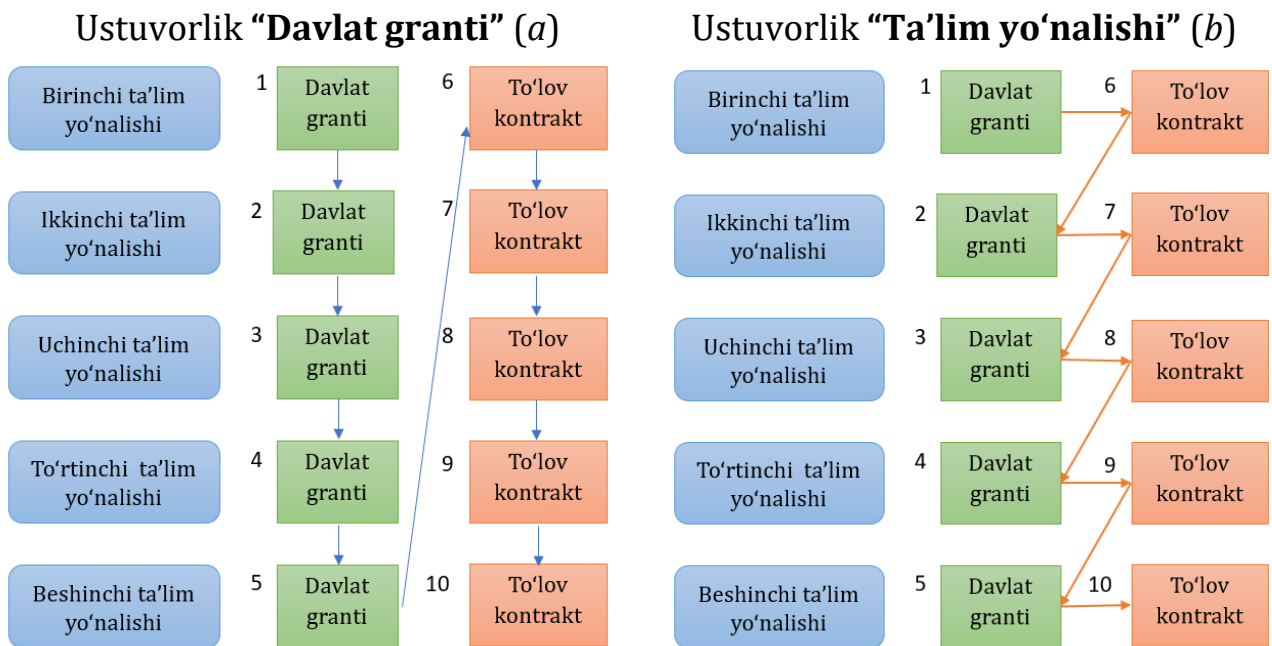 Ustuvorlik “Davlat granti” (a)
Birinchi ta’lim
yo‘nalishi
1
Davlat
granti
6
To‘lov
kontrakt
Ikkinchi ta’lim
yo‘nalishi
2
Davlat
granti
7
To‘lov
kontrakt
Uchinchi ta’lim
yo‘nalishi
3
Davlat
granti
8
To‘lov
kontrakt
To‘rtinchi ta’lim
yo‘nalishi
4
Davlat
granti
9
To‘lov
kontrakt
Beshinchi ta’lim
yo‘nalishi
5
Davlat
granti
10
To‘lov
kontrakt
Ustuvorlik “Ta’lim yo‘nalishi” (b)
Birinchi ta’lim
yo‘nalishi
1
Davlat
granti
6
To‘lov
kontrakt
Ikkinchi ta’lim
yo‘nalishi
2
Davlat
granti
7
To‘lov
kontrakt
Uchinchi ta’lim
yo‘nalishi
3
Davlat
granti
8
To‘lov
kontrakt
To‘rtinchi ta’lim
yo‘nalishi
4
Davlat
granti
9
To‘lov
kontrakt
Beshinchi ta’lim
yo‘nalishi
5
Davlat
granti
10
To‘lov
kontrakt